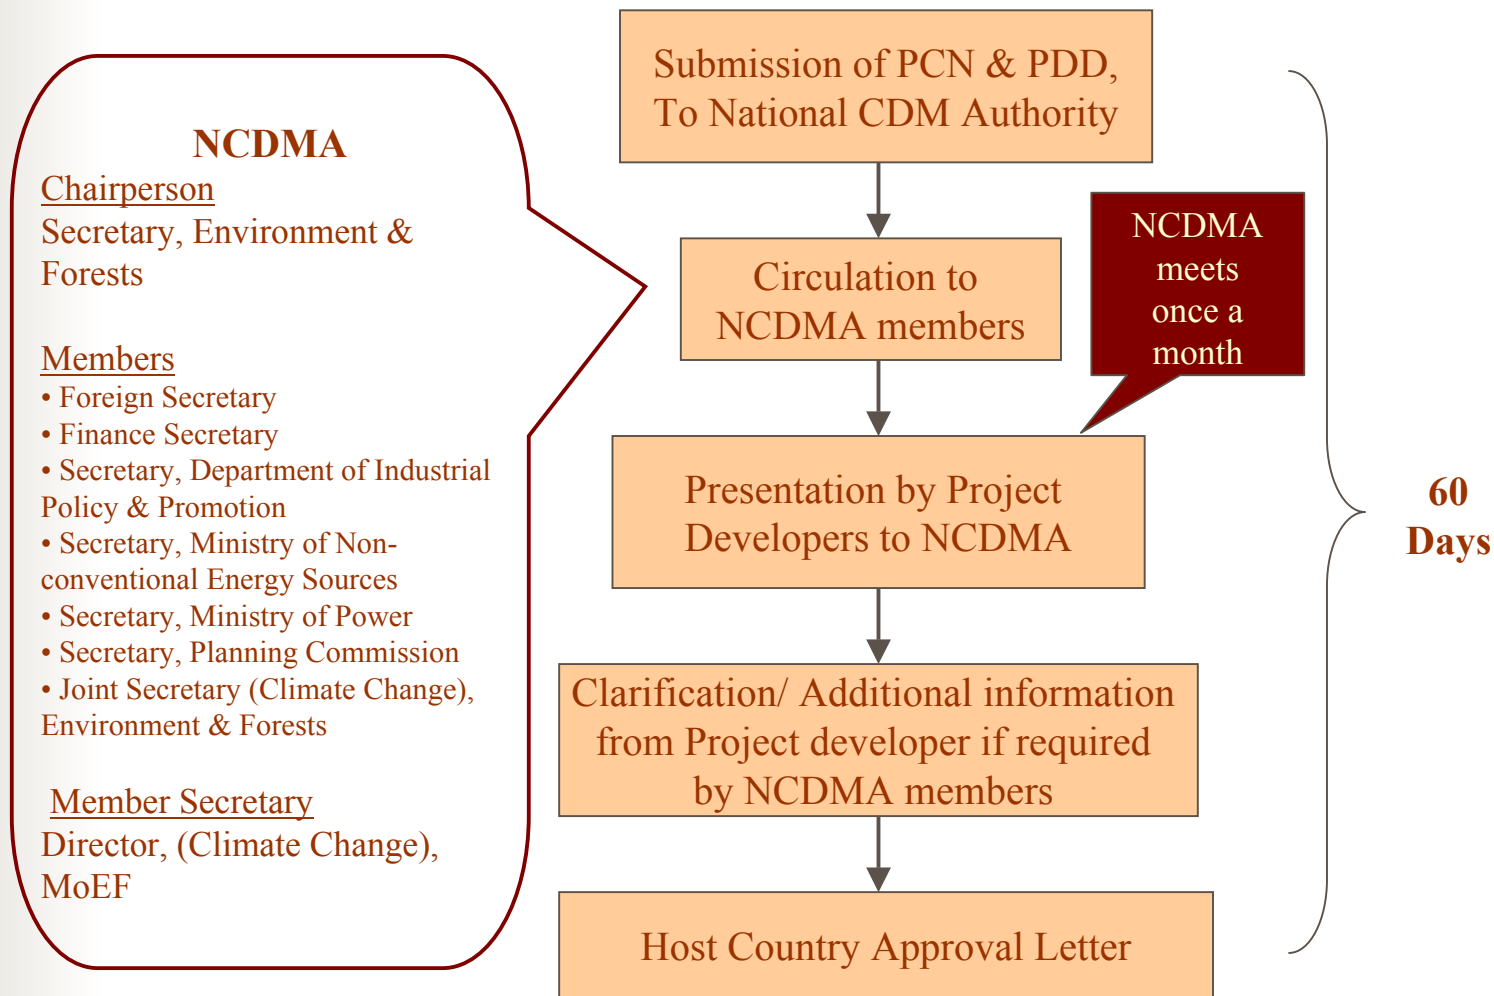 NCDMA
Chairperson
Secretary, Environment &
Forests
Members
• Foreign Secretary
• Finance Secretary
• Secretary, Department of Industrial
Policy & Promotion
• Secretary, Ministry of Non-
conventional Energy Sources
• Secretary, Ministry of Power
• Secretary, Planning Commission
• Joint Secretary (Climate Change),
Environment & Forests
Member Secretary
Director, (Climate Change),
MoEF
Submission of PCN & PDD,
To National CDM Authority
Circulation to
NCDMA members
NCDMA
meets
once a
month
Presentation by Project
Developers to NCDMA
Clarification/ Additional information
from Project developer if required
by NCDMA members
Host Country Approval Letter
60
Days